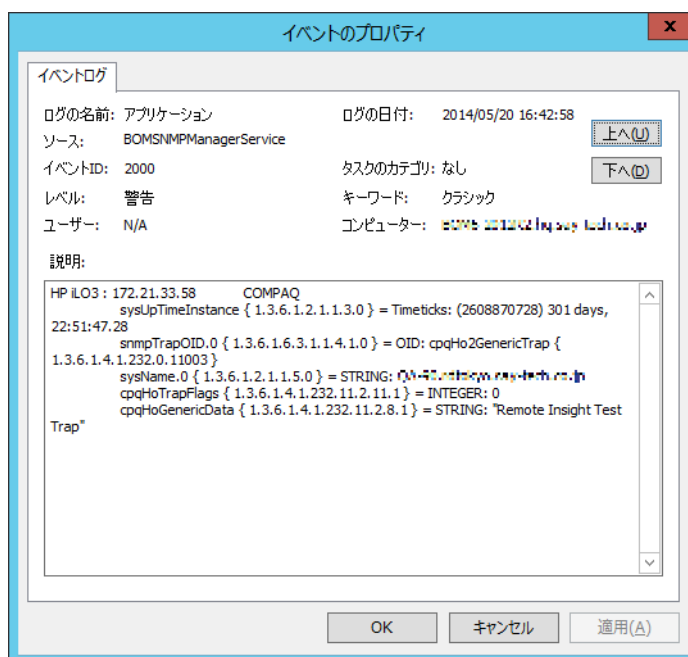 イベントのプロパティ
x
イベントログ
ログの名前: アプリケーション ログの日付: 2014/05/20 16:42:58
上へ(U)
ソース: BOMSNMPManagerService
イベントID: 2000 タスクのカテゴリ: なし
下へ(D)
レベル: 警告 キーワード: クラシック
ユーザー: N/A コンピューター:
説明:
HP iLO3 : 172.21.33.58 COMPAQ
sysUpTimeInstance { 1.3.6.1.2.1.1.3.0 } = Timeticks: (2608870728) 301 days,
22:51:47.28
snmpTrapOID.0 { 1.3.6.1.6.3.1.1.4.1.0 } = OID: cpqHo2GenericTrap {
1.3.6.1.4.1.232.0.11003 }
sysName.0 { 1.3.6.1.2.1.1.5.0 } = STRING:
cpqHoTrapFlags { 1.3.6.1.4.1.232.11.2.11.1 } = INTEGER: 0
cpqHoGenericData { 1.3.6.1.4.1.232.11.2.8.1 } = STRING: "Remote Insight Test
Trap"
OK キャンセル 適用(A)